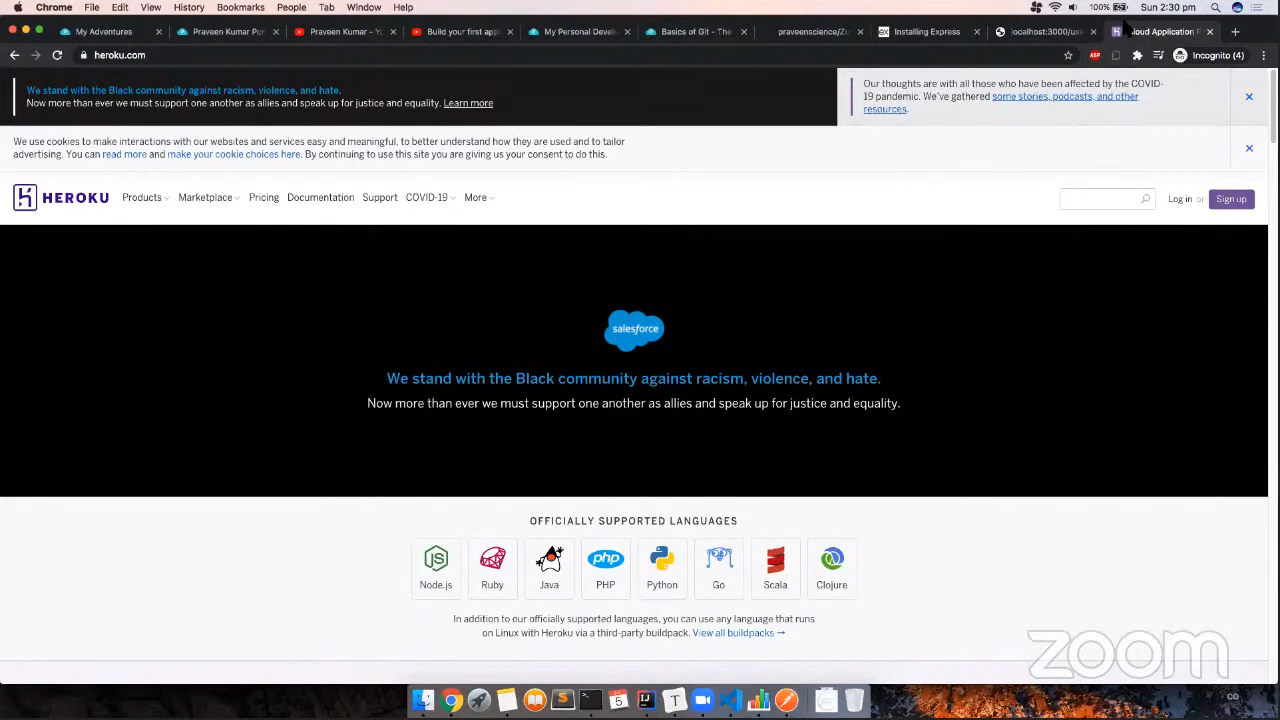 Chrome File Edit View History Bookmarks People Tab Window Help 100% Sun 2:30 pm
My Adventures Praveen Kumar Pur Praveen Kumar - Yo Build your first app My Personal Devel Basics of Git - The praveenscience/Zu Installing Express localhost:3000/use Cloud Application P
heroku.com ABP Incognito (4)
We stand with the Black community against racism, violence, and hate.
Now more than ever we must support one another as allies and speak up for justice and equality. Learn more
Our thoughts are with all those who have been affected by the COVID-
19 pandemic. We've gathered some stories, podcasts, and other
resources.
We use cookies to make interactions with our websites and services easy and meaningful, to better understand how they are used and to tailor
advertising. You can read more and make your cookie choices here. By continuing to use this site you are giving us your consent to do this.
HEROKU Products Marketplace Pricing Documentation Support COVID-19 More Log in or Sign up
salesforce
We stand with the Black community against racism, violence, and hate.
Now more than ever we must support one another as allies and speak up for justice and equality.
OFFICIALLY SUPPORTED LANGUAGES
php
Node.js Ruby Java PHP Python Go Scala Clojure
In addition to our officially supported languages, you can use any language that runs
on Linux with Heroku via a third-party buildpack. View all buildpacks →
zoom
5